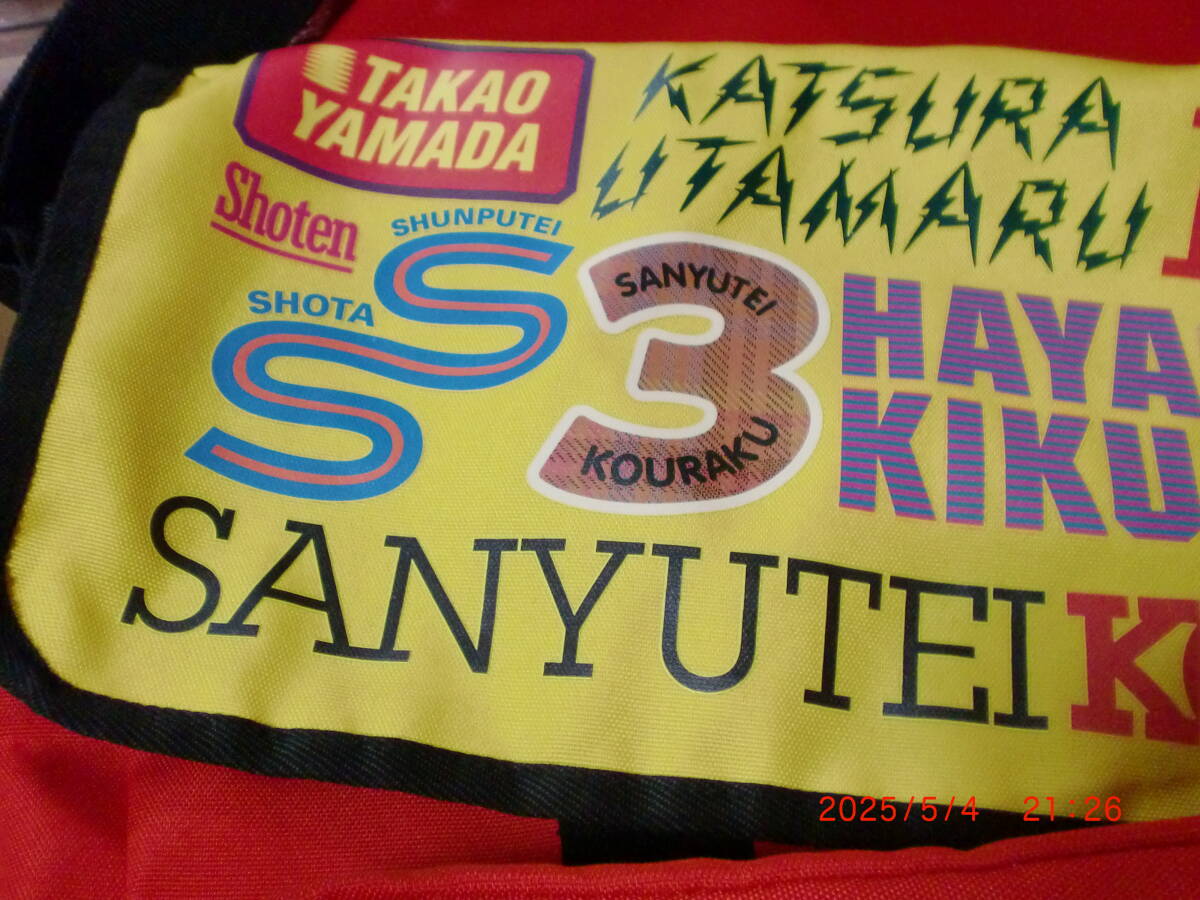 TAKAO
YAMADA
KATSURA
UTAMARU
Shoten
SHUNPUTEI
S
SHOTA
S
3
SANYUTEI
KOURAKU
HAYA
KIKU
SANYUTEI K
2025/5/4 21:26